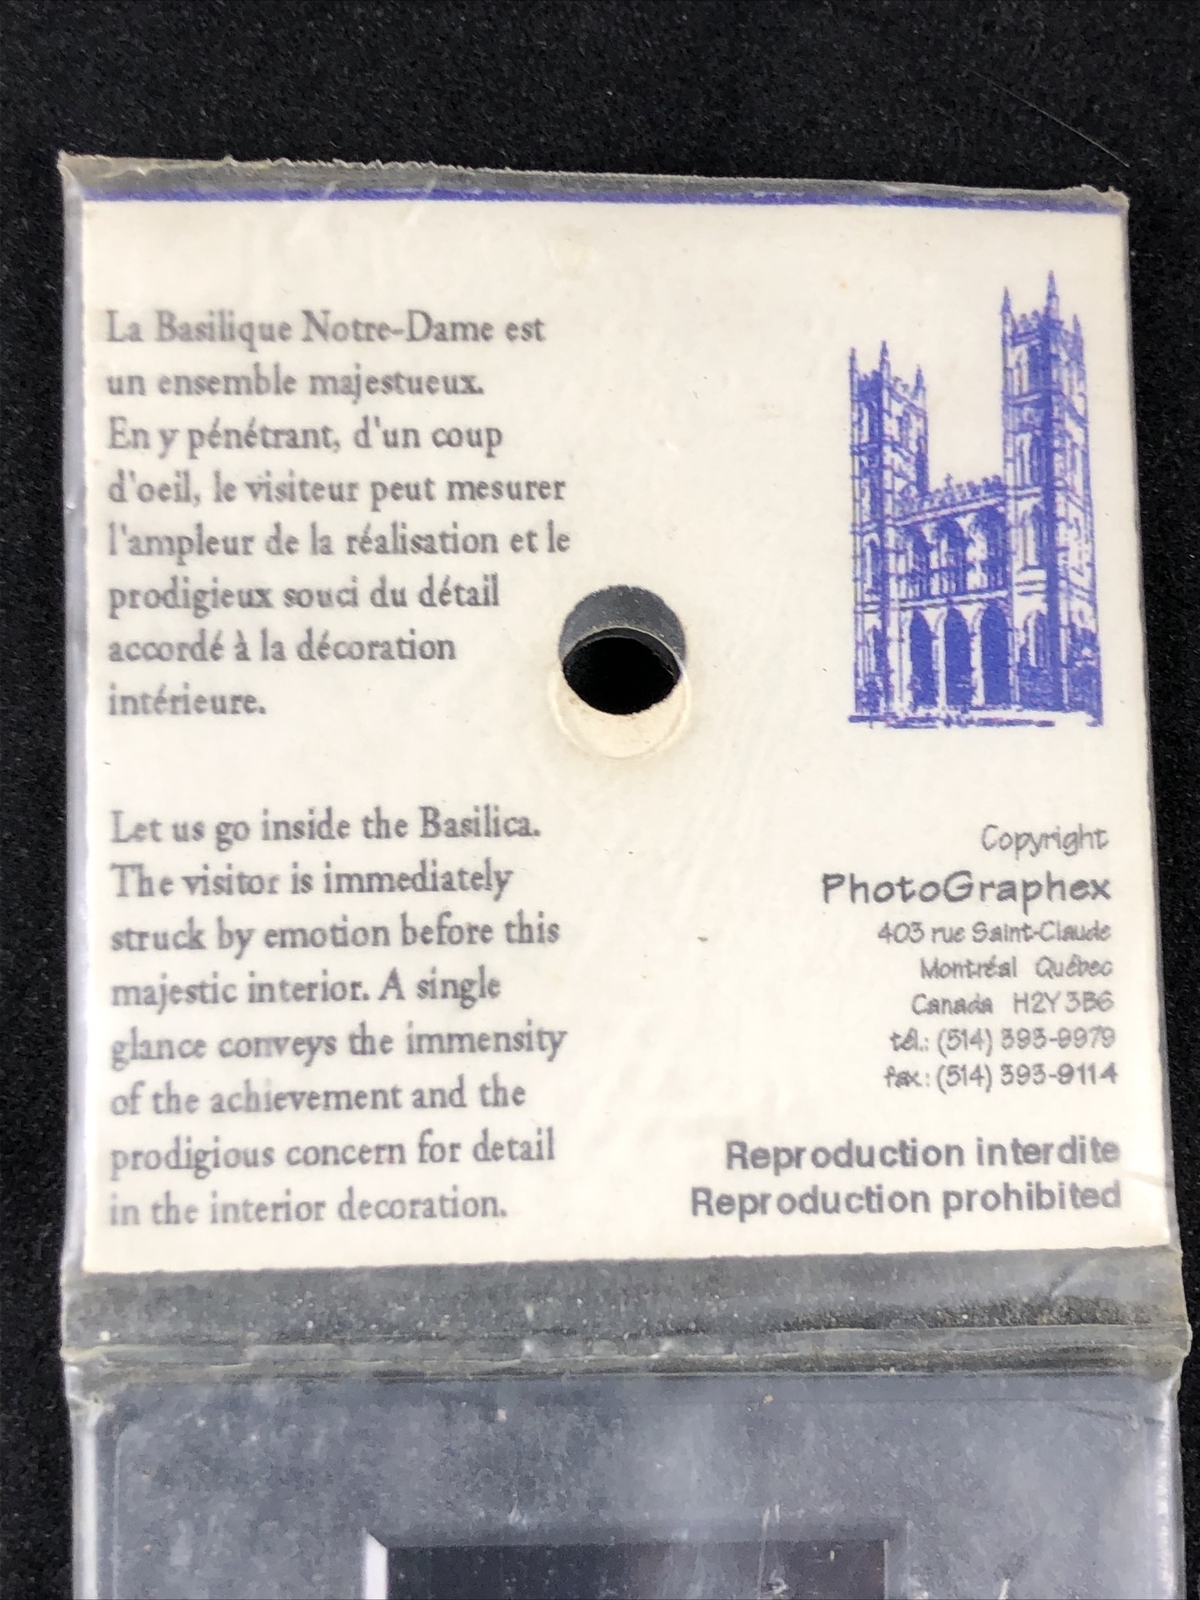 La Basilique Notre-Dame est
un ensemble majestueux.
En y pénétrant, d'un coup
d'oeil, le visiteur peut mesurer
l'ampleur de la réalisation et le
prodigieux souci du détail
accordé à la décoration
intérieure.
Let us go inside the Basilica.
The visitor is immediately
struck by emotion before this
majestic interior. A single
glance conveys the immensity
of the achievement and the
prodigious concern for detail
in the interior decoration.
Copyright
PhotoGraphex
403 rue Saint-Claude
Montréal Québec
Canada H2Y 3B6
tél.: (514) 393-9979
fax.: (514) 393-9114
Reproduction interdite
Reproduction prohibited